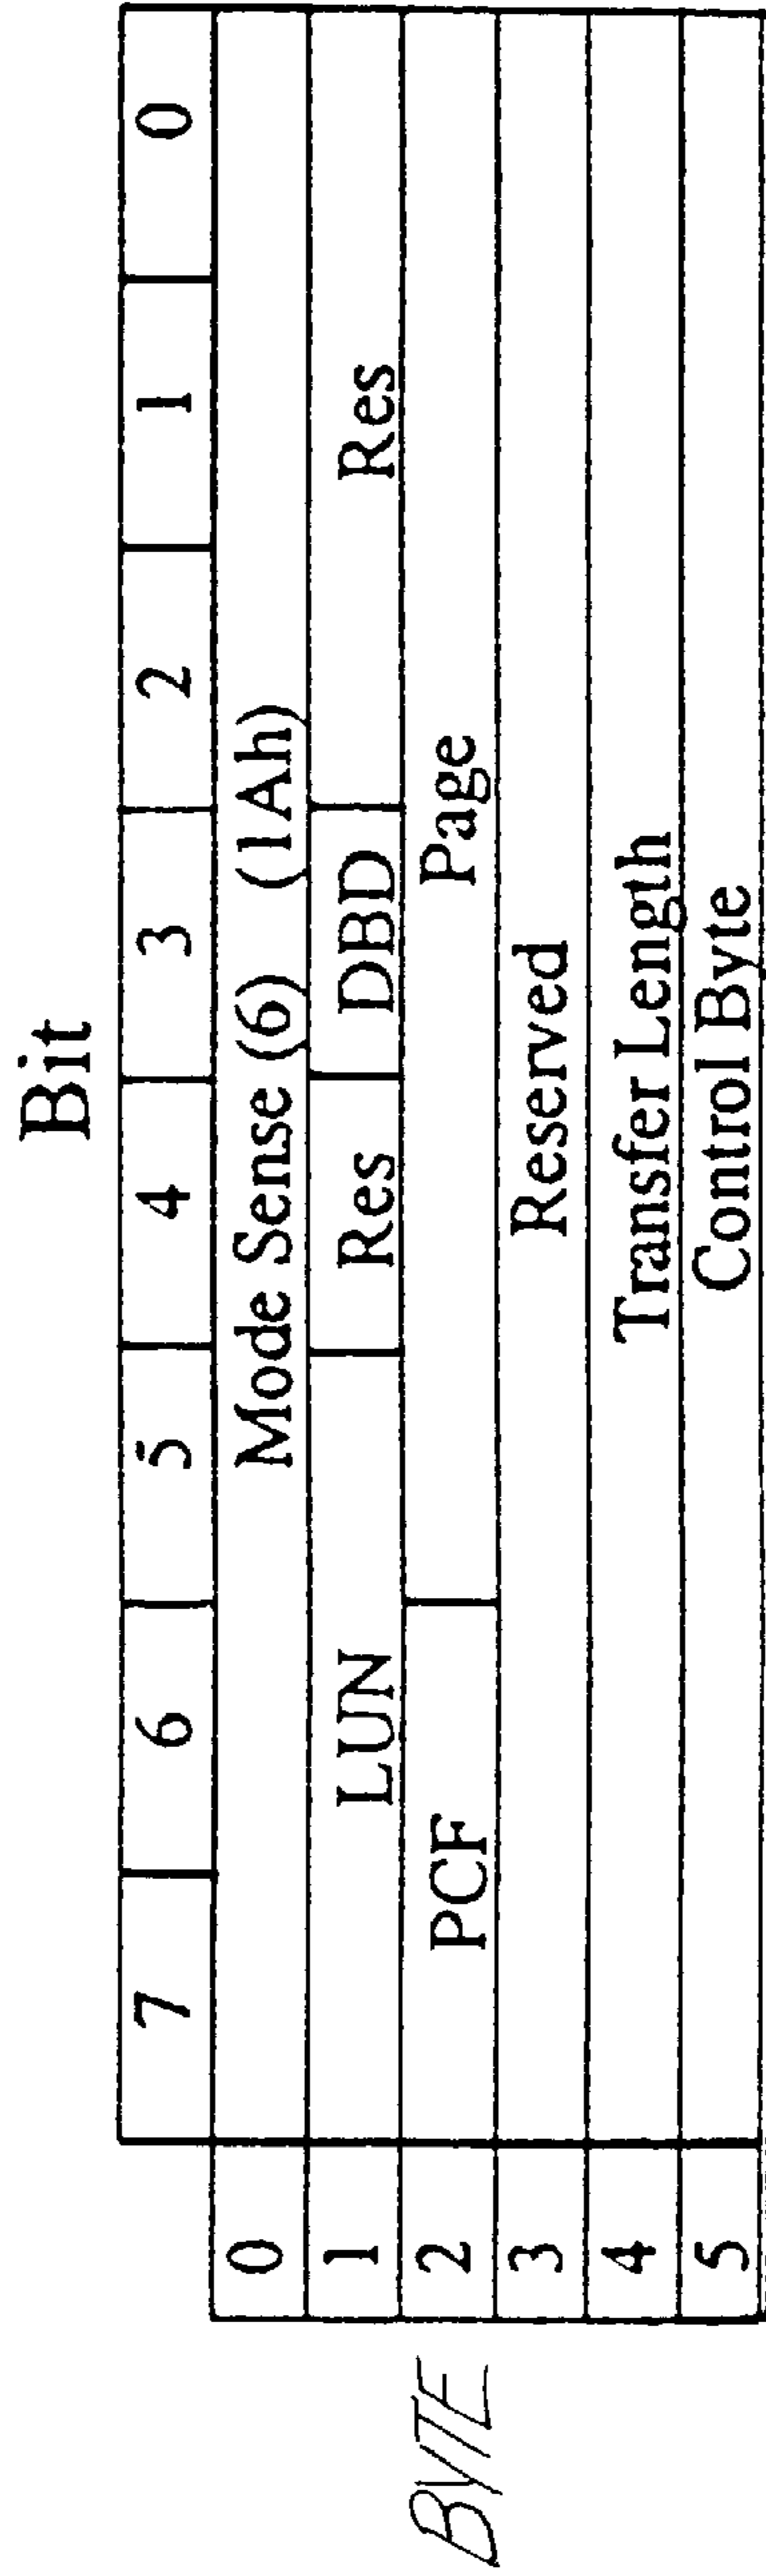 Bit
7 6 5 4 3 2 1 0
0 Mode Sense (6) (1Ah)
1 LUN Res DBD Res
BYTE 2 PCF Page
3 Reserved
4 Transfer Length
5 Control Byte